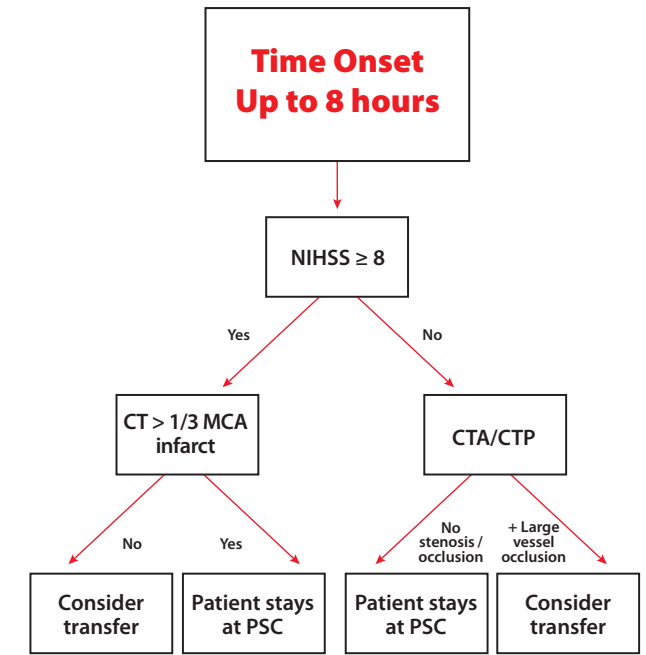 Time Onset
Up to 8 hours
NIHSS ≥ 8
Yes
No
CT > 1/3 MCA
infarct
CTA/CTP
No
Yes
No
stenosis /
occlusion
+ Large
vessel
occlusion
Consider
transfer
Patient stays
at PSC
Patient stays
at PSC
Consider
transfer